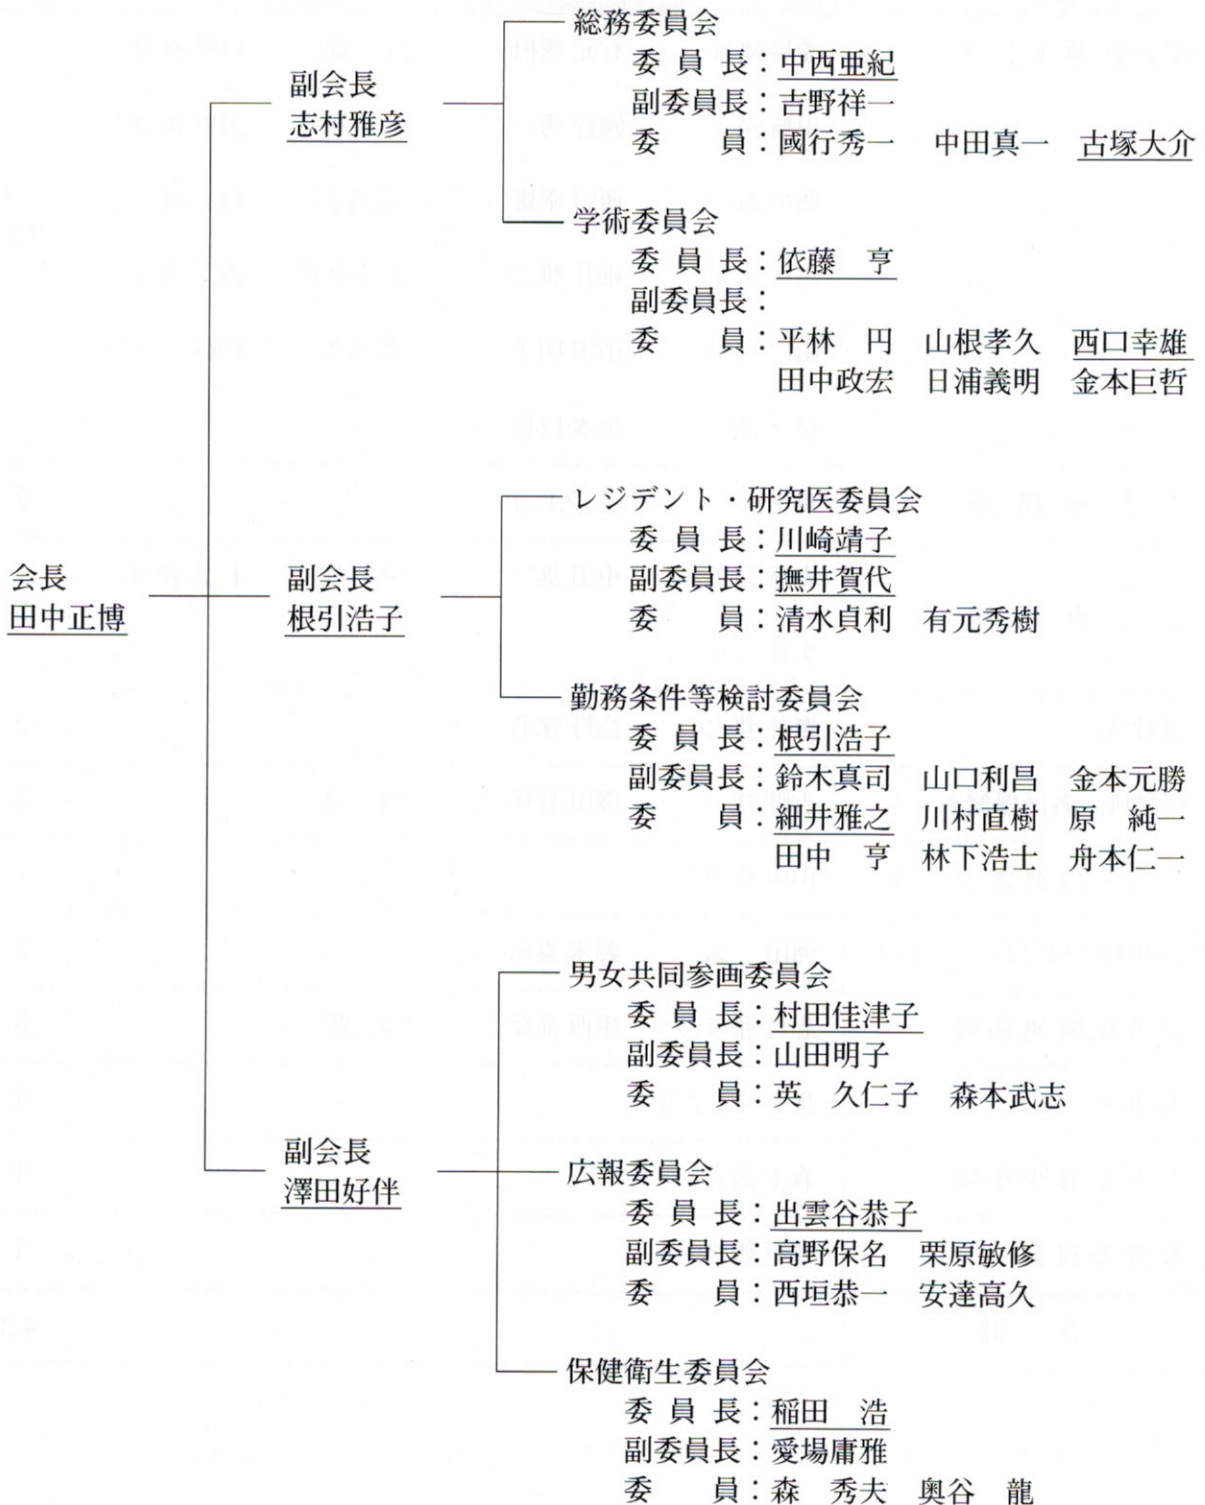 会長
田中正博
副会長
志村雅彦
総務委員会
委員長：中西亜紀
副委員長：吉野祥一
委　　員：國行秀一　中田真一　古塚大介
学術委員会
委員長：依藤　亨
副委員長：
委　　員：平林　円　山根孝久　西口幸雄
田中政宏　日浦義明　金本巨哲
副会長
根引浩子
レジデント・研究医委員会
委員長：川崎靖子
副委員長：撫井賀代
委　　員：清水貞利　有元秀樹
勤務条件等検討委員会
委員長：根引浩子
副委員長：鈴木真司　山口利昌　金本元勝
委　　員：細井雅之　川村直樹　原　純一
田中　亨　林下浩士　舟本仁一
副会長
澤田好伴
男女共同参画委員会
委員長：村田佳津子
副委員長：山田明子
委　　員：英　久仁子　森本武志
広報委員会
委員長：出雲谷恭子
副委員長：高野保名　栗原敏修
委　　員：西垣恭一　安達高久
保健衛生委員会
委員長：稲田　浩
副委員長：愛場庸雅
委　　員：森　秀夫　奥谷　龍